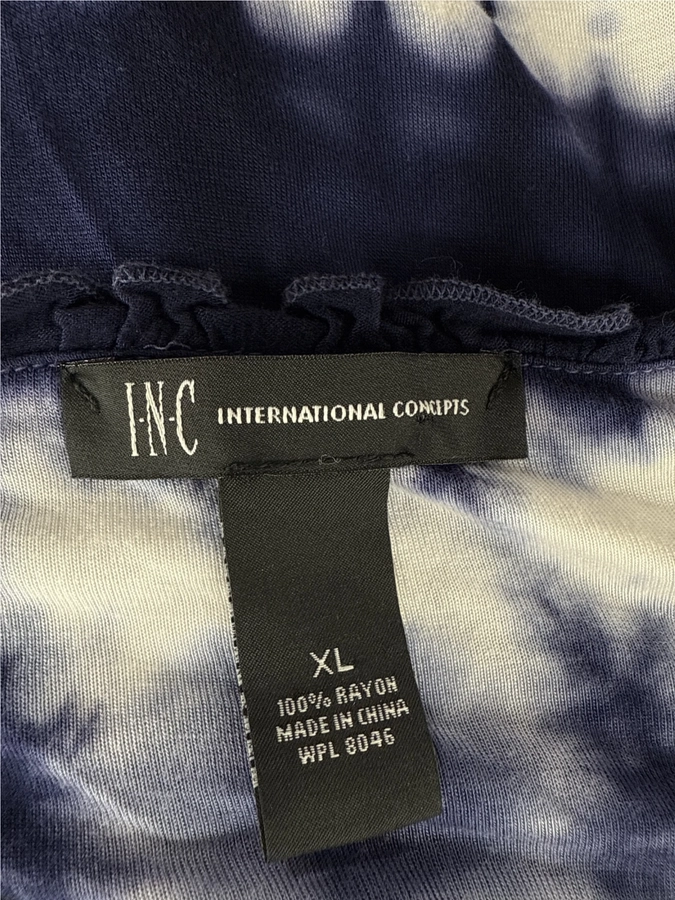 I·N·C INTERNATIONAL CONCEPTS
XL
100% RAYON
MADE IN CHINA
WPL 8046